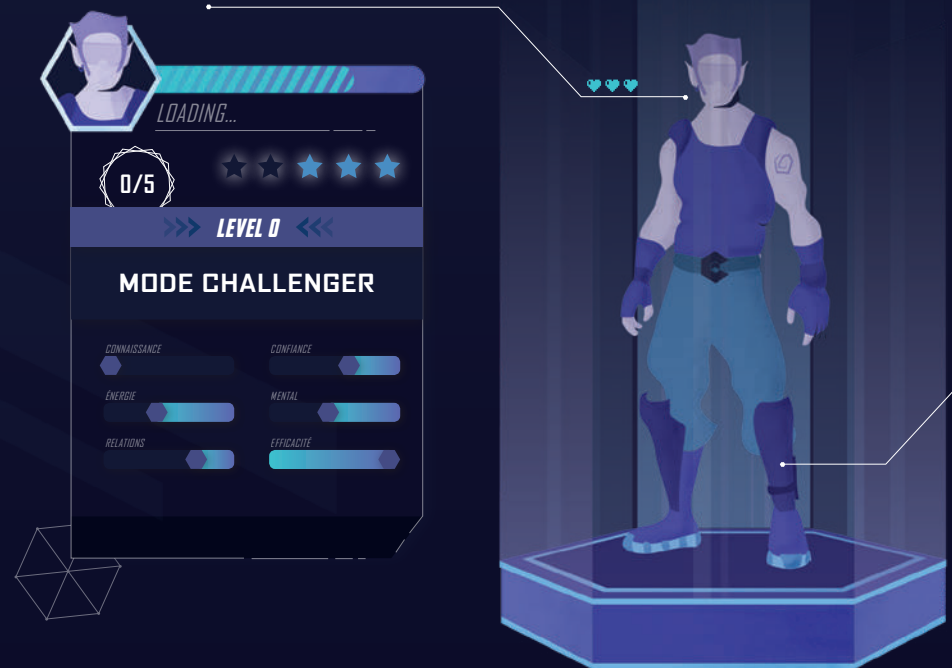 LOADING...
0/5
LEVEL 0
MODE CHALLENGER
CONNAISSANCE
CONFIANCE
ÉNERGIE
MENTAL
RELATIONS
EFFICACITÉ